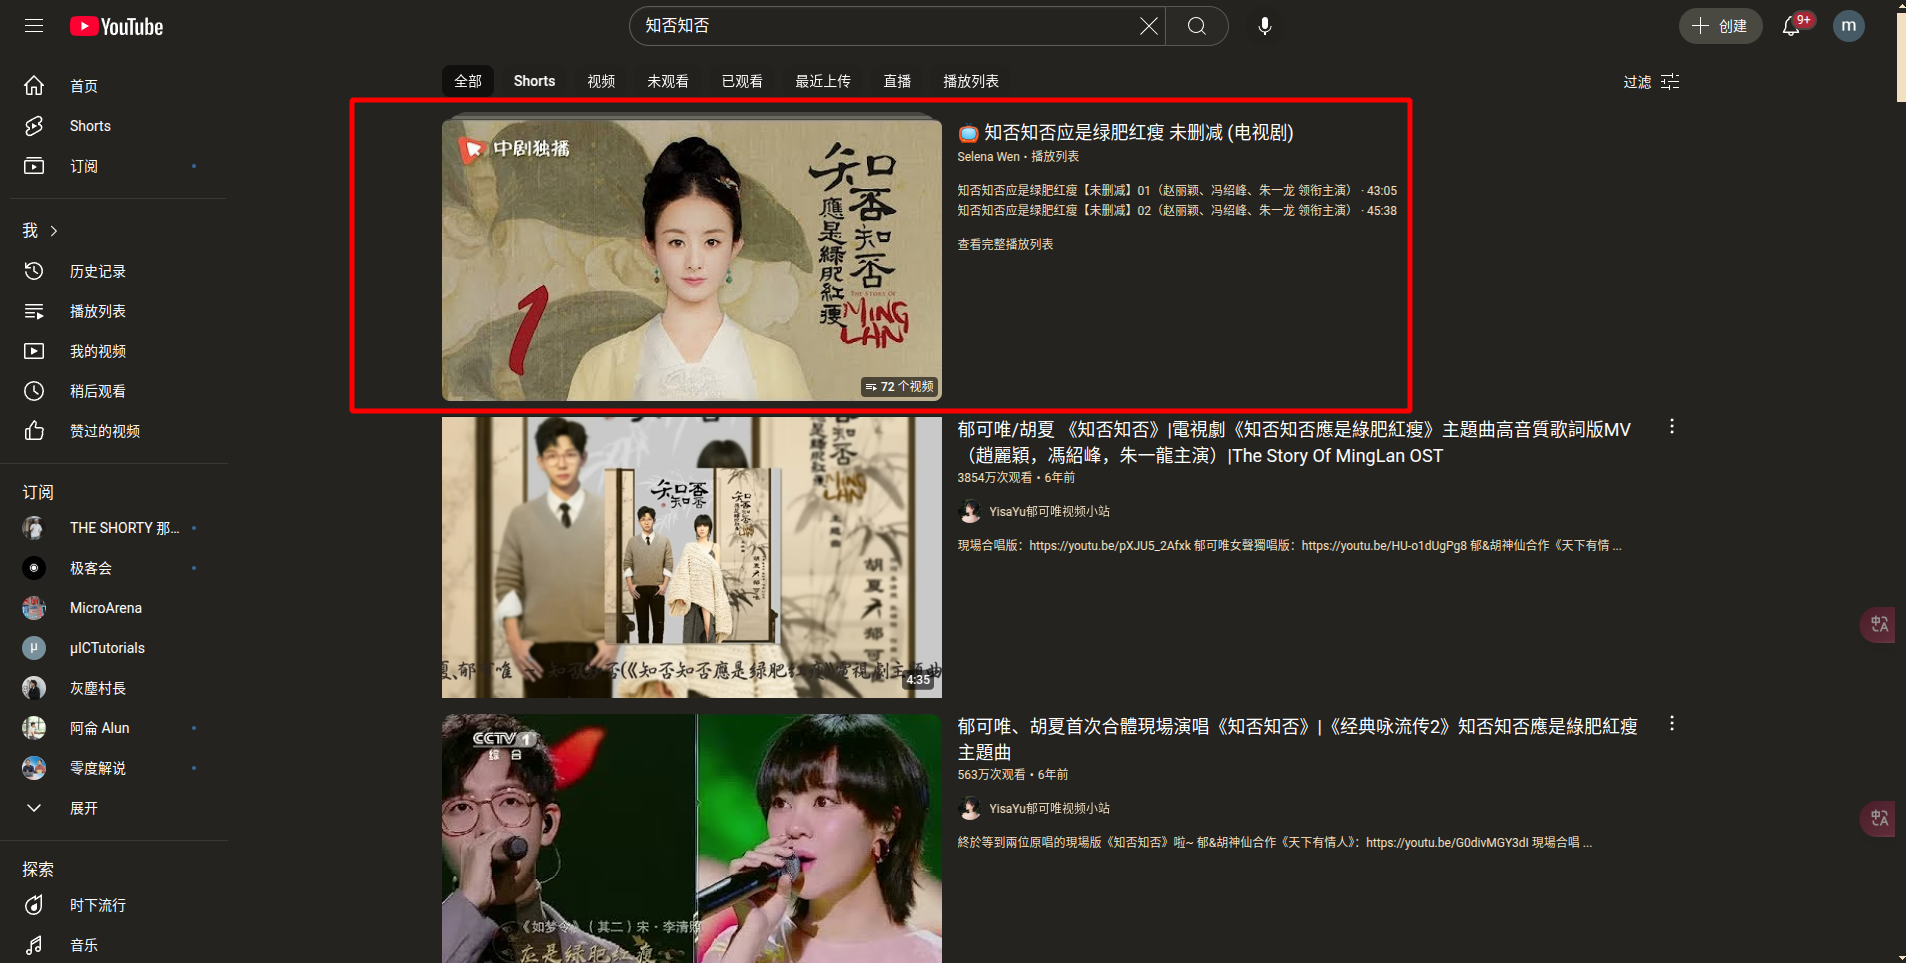 YouTube
知否知否
创建
9+
m
首页
Shorts
订阅
我
历史记录
播放列表
我的视频
稍后观看
赞过的视频
订阅
THE SHORTY 那...
极客会
MicroArena
µ
µICTutorials
灰塵村長
阿侖 Alun
零度解说
展开
探索
时下流行
音乐
全部
Shorts
视频
未观看
已观看
最近上传
直播
播放列表
过滤
中剧独播
知否知否
應是綠肥紅瘦
THE STORY OF
MING
LAN
1
72 个视频
知否知否应是绿肥红瘦 未删减 (电视剧)
Selena Wen • 播放列表
知否知否应是绿肥红瘦【未删减】01（赵丽颖、冯绍峰、朱一龙 领衔主演） · 43:05
知否知否应是绿肥红瘦【未删减】02（赵丽颖、冯绍峰、朱一龙 领衔主演） · 45:38
查看完整播放列表
知否知否
MING
LAN
主题曲
胡夏
郁可
夏、郁可唯 - 知否知否(《知否知否應是綠肥红瘦》電視劇主題曲
4:35
郁可唯/胡夏 《知否知否》|電視劇《知否知否應是綠肥紅瘦》主題曲高音質歌詞版MV
（趙麗穎，馮紹峰，朱一龍主演）|The Story Of MingLan OST
3854万次观看 • 6年前
YisaYu郁可唯视频小站
現場合唱版：https://youtu.be/pXJU5_2Afxk 郁可唯女聲獨唱版：https://youtu.be/HU-o1dUgPg8 郁&胡神仙合作《天下有情 ...
CCTV 1
综合
《如梦令》（其二）宋·李清照
应是绿肥红瘦
郁可唯、胡夏首次合體現場演唱《知否知否》|《经典咏流传2》知否知否應是綠肥紅瘦
主題曲
563万次观看 • 6年前
YisaYu郁可唯视频小站
終於等到兩位原唱的現場版《知否知否》啦~ 郁&胡神仙合作《天下有情人》：https://youtu.be/G0divMGY3dI 現場合唱 ...
中A
中A